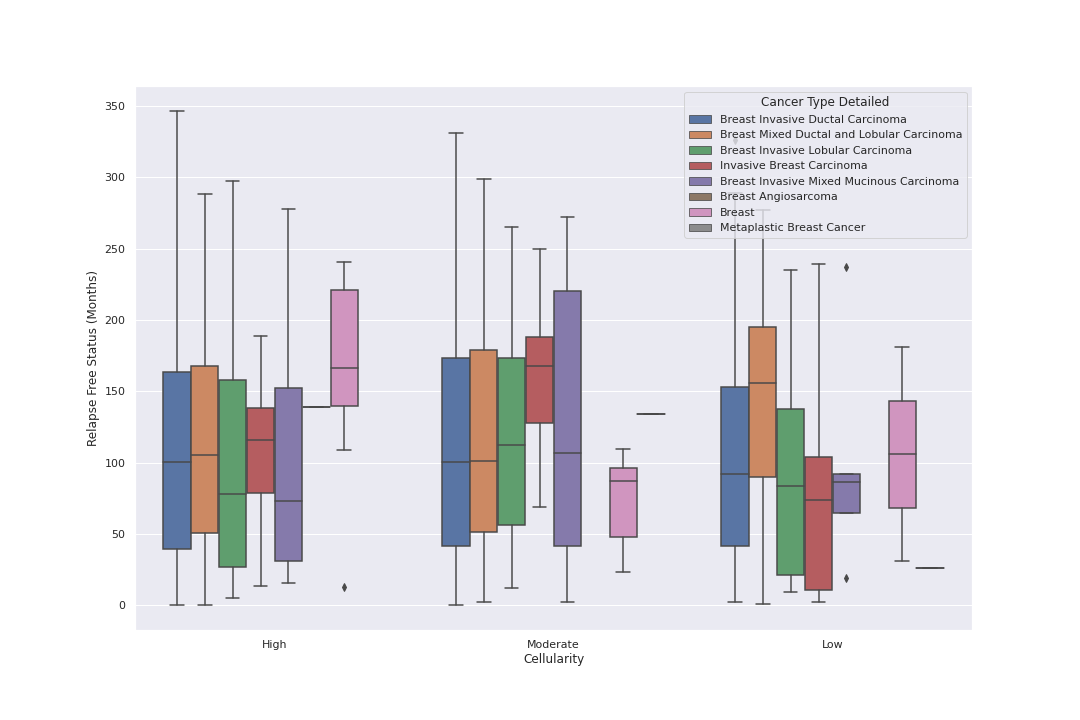 Cancer Type Detailed
Breast Invasive Ductal Carcinoma
Breast Mixed Ductal and Lobular Carcinoma
Breast Invasive Lobular Carcinoma
Invasive Breast Carcinoma
Breast Invasive Mixed Mucinous Carcinoma
Breast Angiosarcoma
Breast
Metaplastic Breast Cancer
Relapse Free Status (Months)
350
300
250
200
150
100
50
0
High
Moderate
Low
Cellularity